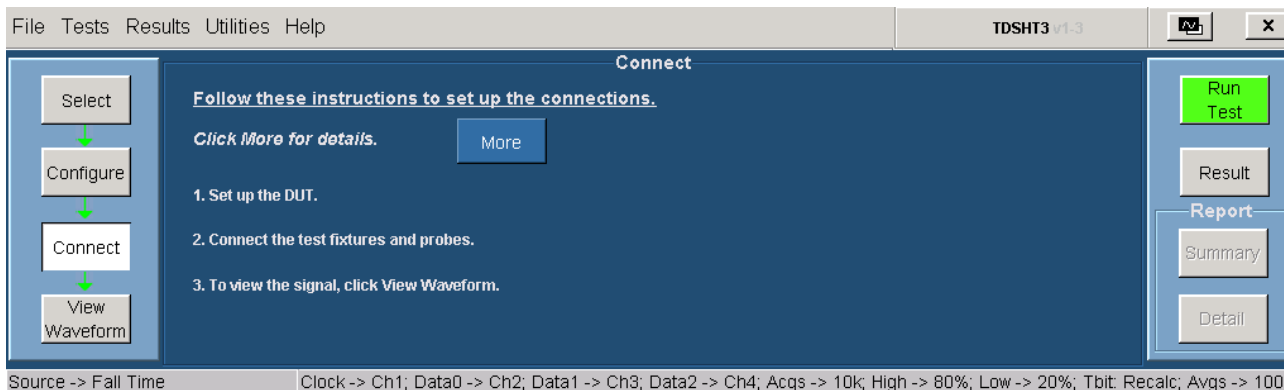 File Tests Results Utilities Help
TDSHT3 v1-3
x
Connect
Select
Configure
Connect
View
Waveform
Follow these instructions to set up the connections.
Click More for details.
More
1. Set up the DUT.
2. Connect the test fixtures and probes.
3. To view the signal, click View Waveform.
Run
Test
Result
Report
Summary
Detail
Source -> Fall Time
Clock -> Ch1; Data0 -> Ch2; Data1 -> Ch3; Data2 -> Ch4; Acqs -> 10k; High -> 80%; Low -> 20%; Tbit: Recalc; Avgs -> 100